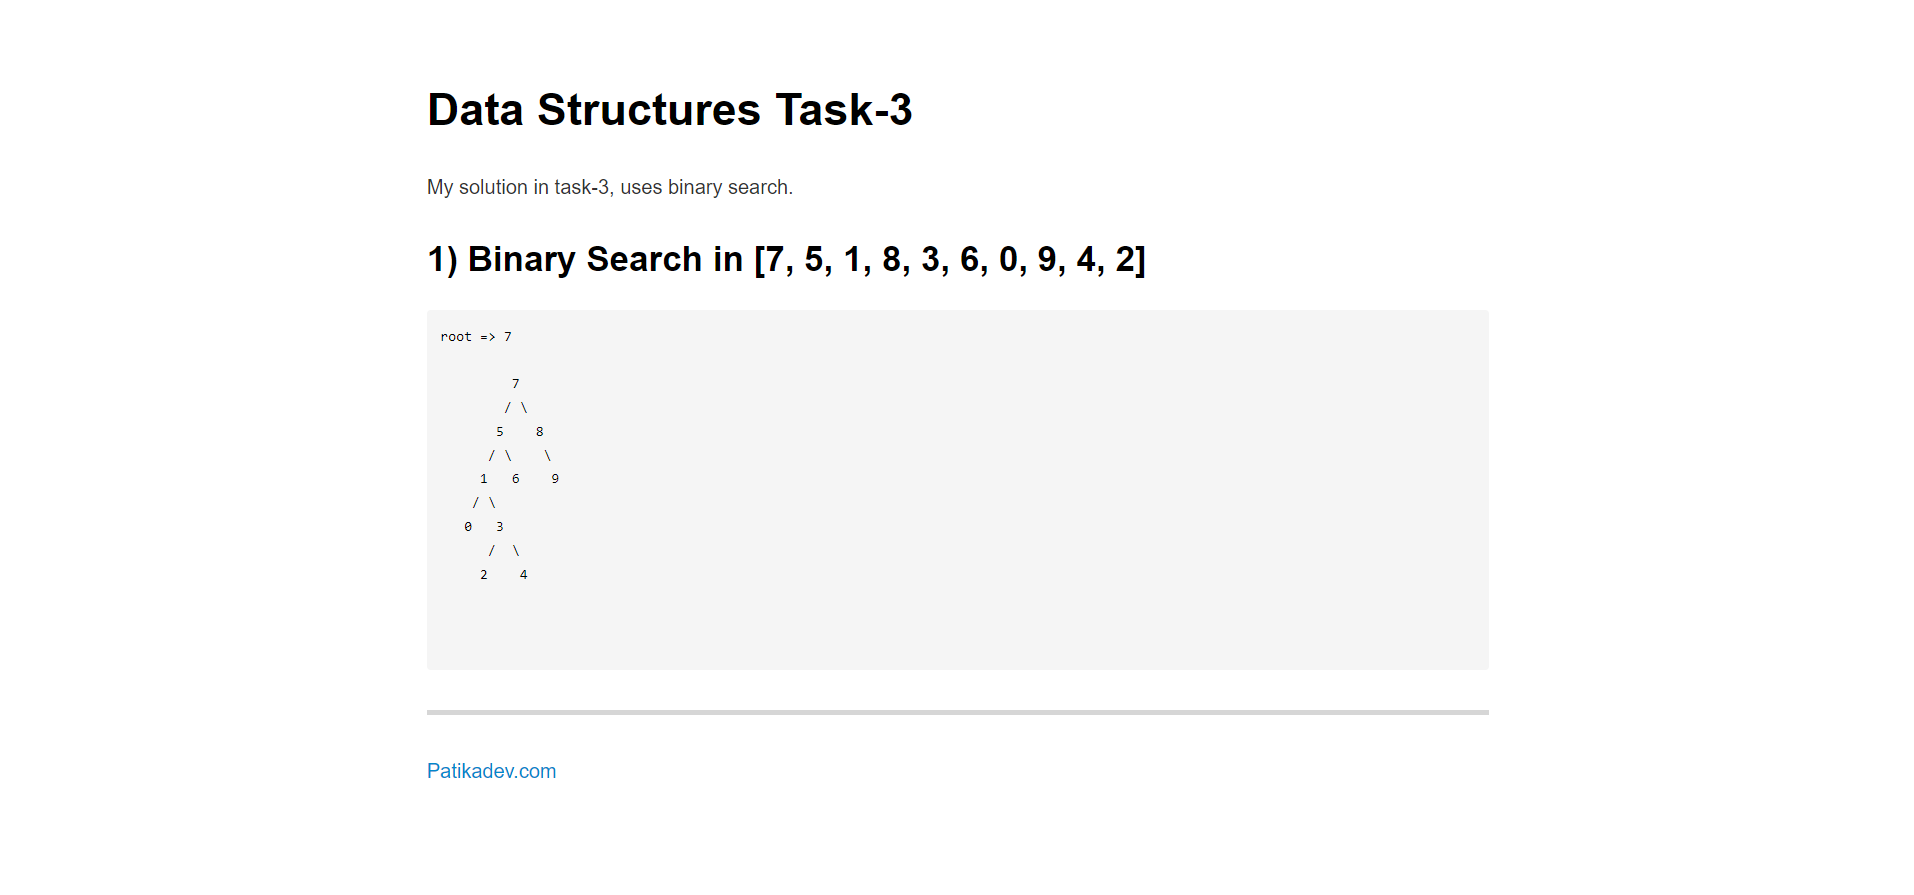 Data Structures Task-3
My solution in task-3, uses binary search.
1) Binary Search in [7, 5, 1, 8, 3, 6, 0, 9, 4, 2]
root => 7
         7
        / \
       5    8
      / \    \
     1   6    9
    / \
   0   3
      /  \
     2    4
Patikadev.com